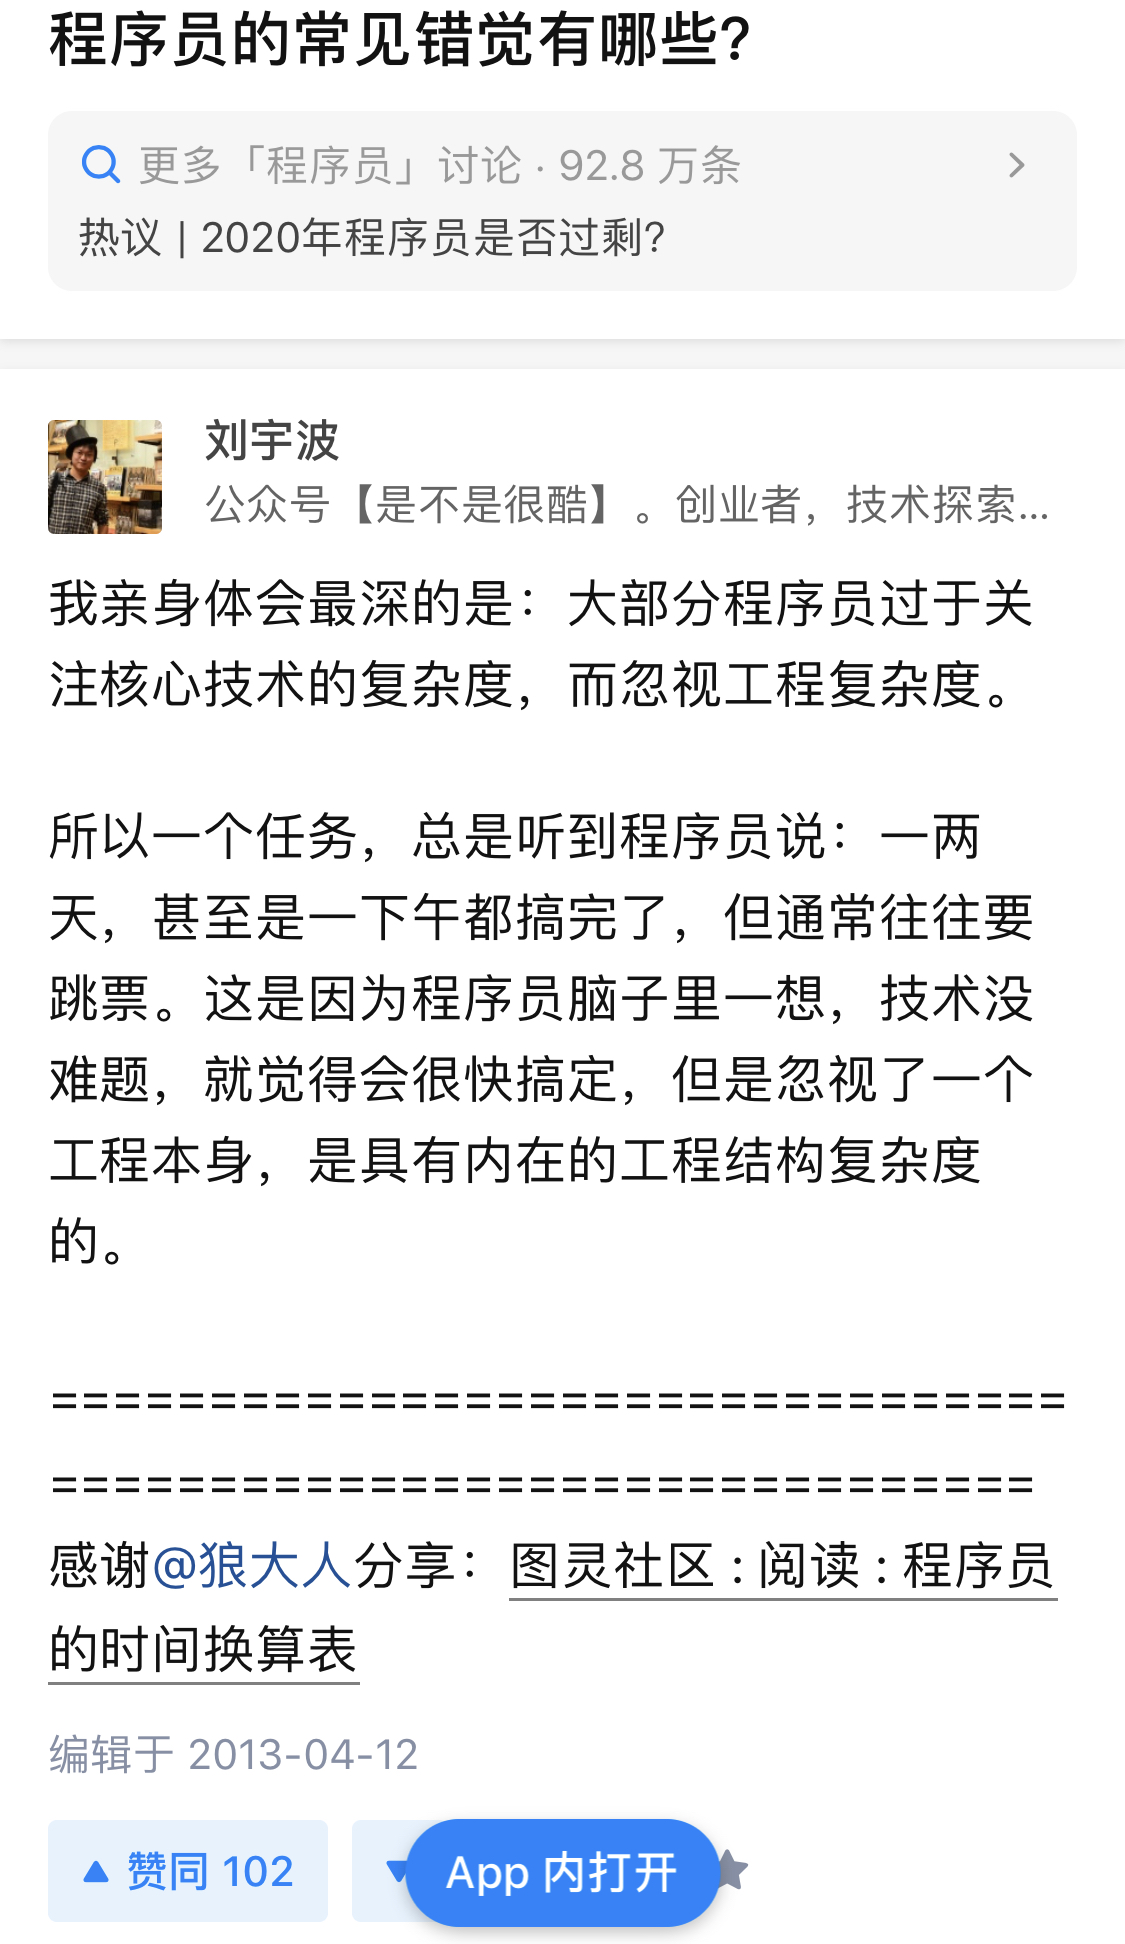 程序员的常见错觉有哪些?
更多「程序员」讨论 · 92.8 万条
热议 | 2020年程序员是否过剩?
刘宇波
公众号【是不是很酷】。创业者，技术探索...
我亲身体会最深的是：大部分程序员过于关
注核心技术的复杂度，而忽视工程复杂度。
所以一个任务，总是听到程序员说：一两
天，甚至是一下午都搞完了，但通常往往要
跳票。这是因为程序员脑子里一想，技术没
难题，就觉得会很快搞定，但是忽视了一个
工程本身，是具有内在的工程结构复杂度
的。
================================
===============================
感谢@狼大人分享：图灵社区 : 阅读 : 程序员
的时间换算表
编辑于 2013-04-12
赞同 102
App 内打开